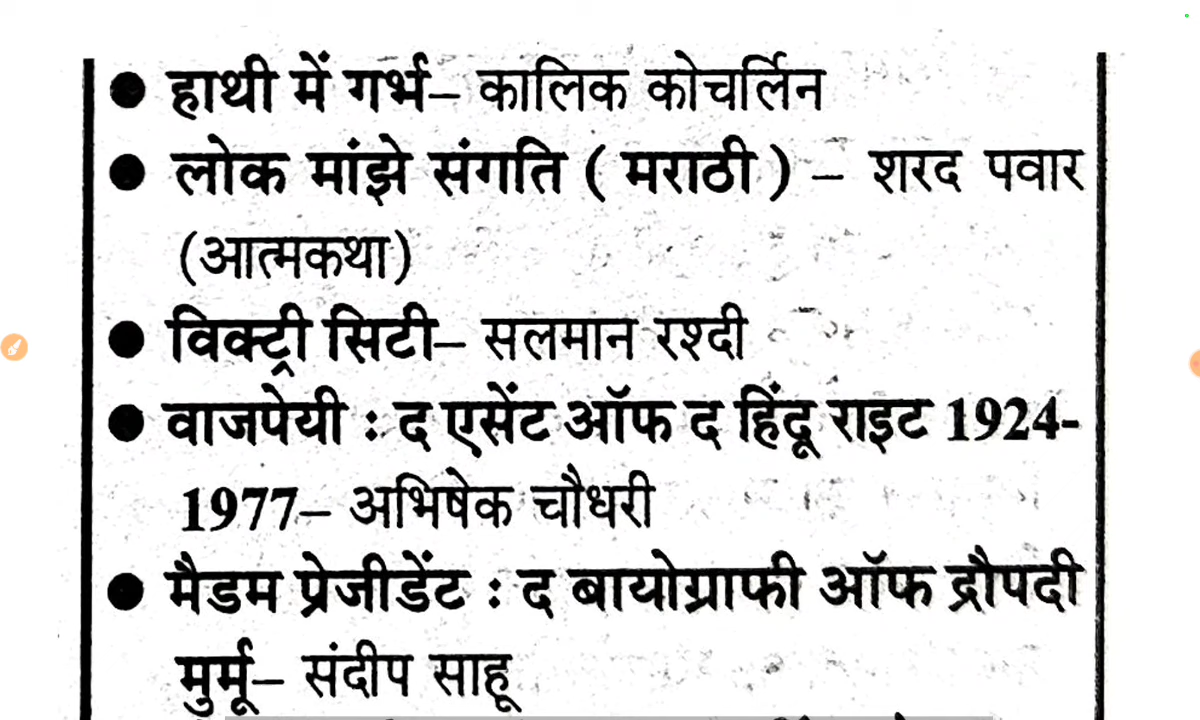 ● हाथी में गर्भ– कालिक कोचर्लिन
● लोक मांझे संगति ( मराठी ) – शरद पवार
(आत्मकथा)
● विक्ट्री सिटी– सलमान रश्दी
● वाजपेयी : द एसेंट ऑफ द हिंदू राइट 1924-
1977– अभिषेक चौधरी
● मैडम प्रेजीडेंट : द बायोग्राफी ऑफ द्रौपदी
मुर्मू– संदीप साहू